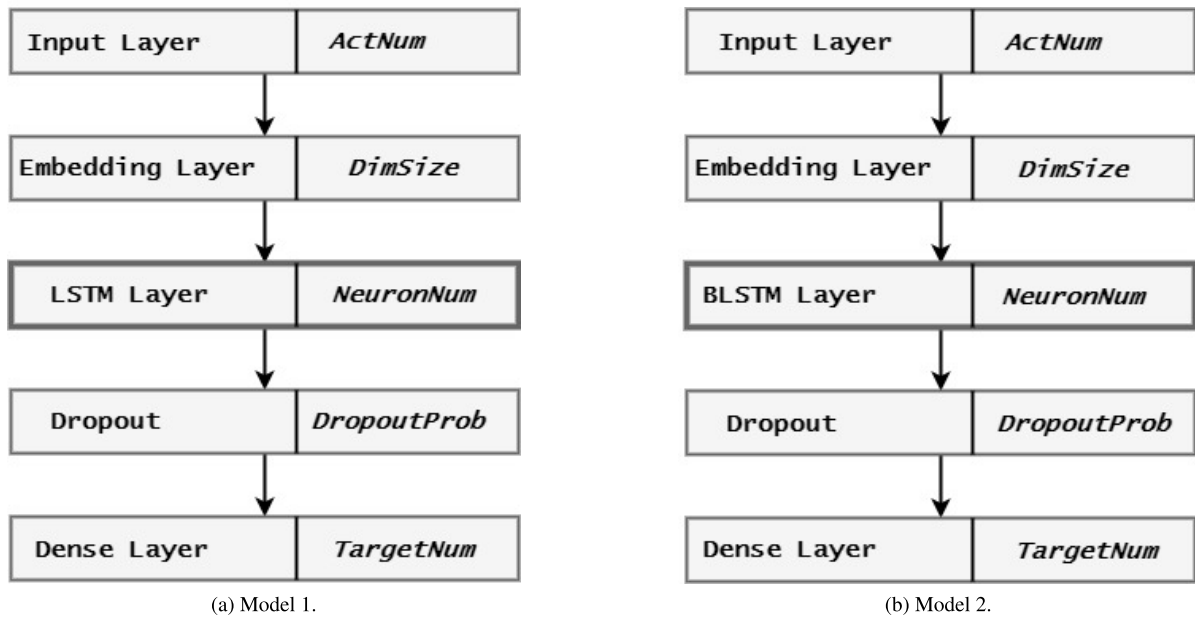 Input Layer ActNum
Embedding Layer DimSize
LSTM Layer NeuronNum
Dropout DropoutProb
Dense Layer TargetNum
(a) Model 1.
Input Layer ActNum
Embedding Layer DimSize
BLSTM Layer NeuronNum
Dropout DropoutProb
Dense Layer TargetNum
(b) Model 2.